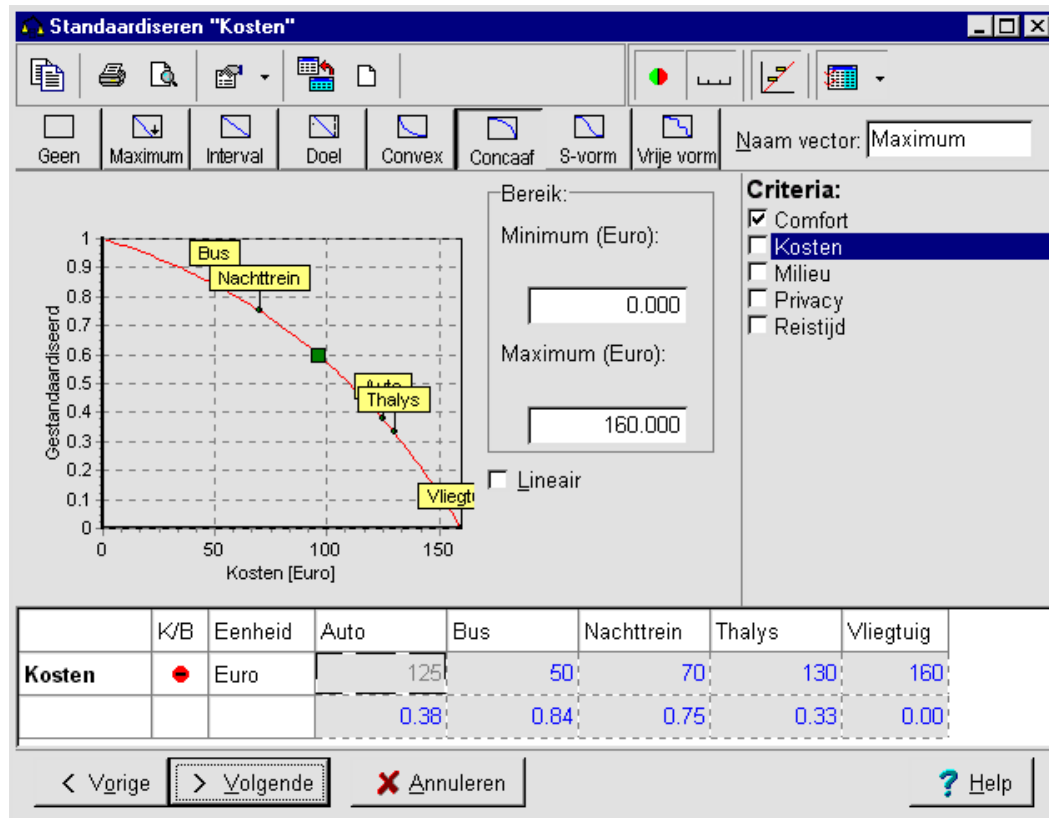 Standaardiseren "Kosten"
Geen Maximum Interval Doel Convex Concaaf S-vorm Vrije vorm Naam vector: Maximum
Bereik:
Minimum (Euro):
0.000
Maximum (Euro):
160.000
Lineair
Criteria:
Comfort
Kosten
Milieu
Privacy
Reistijd
Gestandaardiseerd
1
0.9
0.8
0.7
0.6
0.5
0.4
0.3
0.2
0.1
0
Bus
Nachttrein
Auto
Thalys
0 50 100 150
Kosten [Euro]
K/B Eenheid Auto Bus Nachttrein Thalys Vliegtuig
Kosten Euro 125 50 70 130 160
0.38 0.84 0.75 0.33 0.00
< Vorige > Volgende Annuleren ? Help